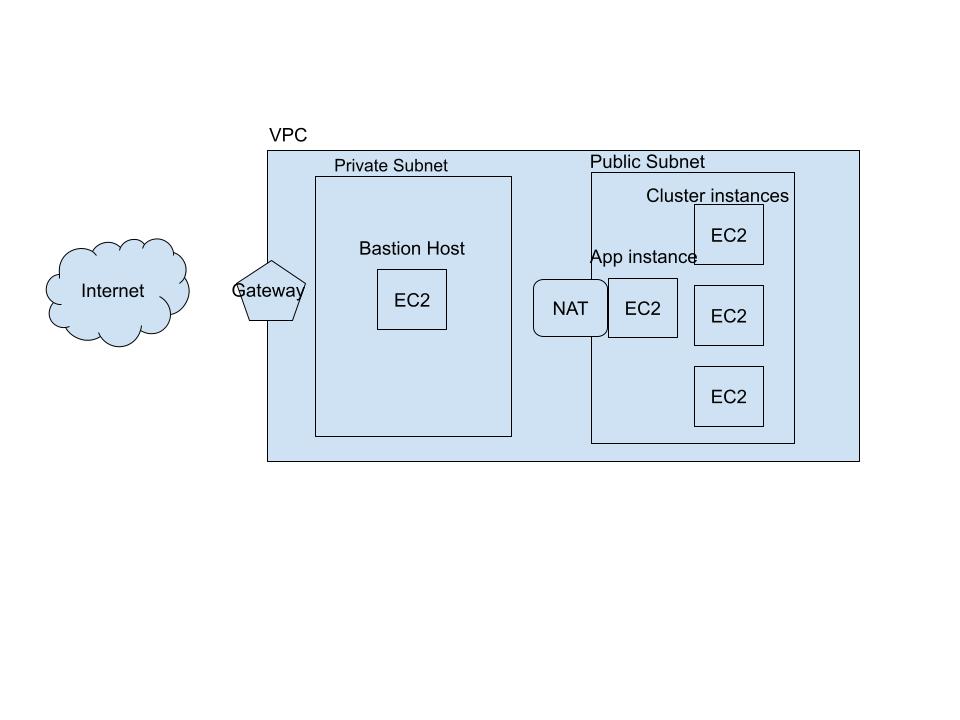 VPC
Private Subnet
Public Subnet
Cluster instances
EC2
Bastion Host
App instance
Internet
Gateway
EC2
NAT
EC2
EC2
EC2